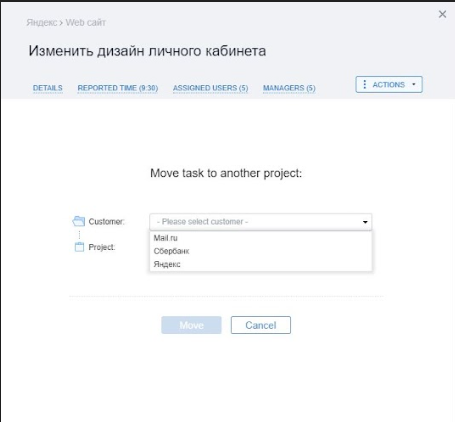 Яндекс › Web сайт
Изменить дизайн личного кабинета
DETAILS REPORTED TIME (9:30) ASSIGNED USERS (5) MANAGERS (5) ACTIONS
Move task to another project:
Customer: - Please select customer -
Mail.ru
Project:
Сбербанк
Яндекс
Move Cancel